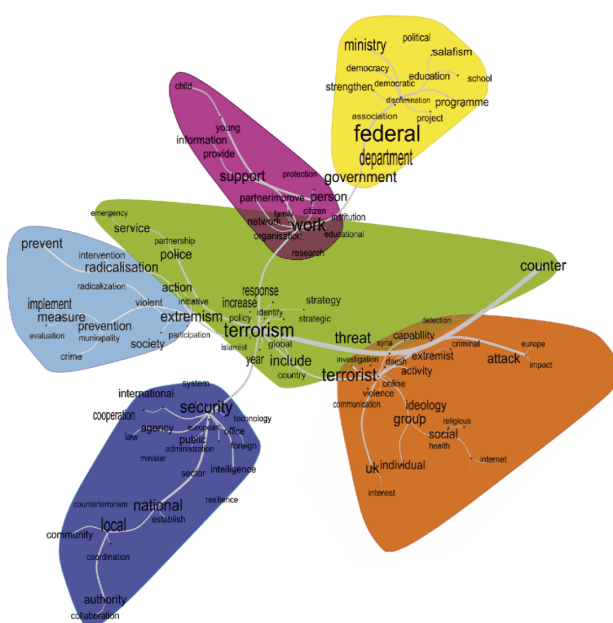 political
ministry
salafism
democracy
education
school
democratic
strengthen
discrimination
programme
association
project
federal
department
government
child
young
information
provide
support
protection
person
partnerimprove
family
citizen
network
institution
work
organisation
educational
research
emergency
service
partnership
police
prevent
intervention
radicalisation
radicalization
action
initiative
implement
measure
violent
extremism
prevention
evaluation
municipality
participation
society
crime
counter
response
increase
strategy
policy
identify
strategic
terrorism
islamist
global
year
include
country
threat
detection
capability
criminal
syria
europe
extremist
attack
investigation
daesh
impact
terrorist
activity
online
violence
communication
ideology
group
religious
social
health
uk
individual
internet
interest
system
international
security
cooperation
technology
european
agency
office
law
public
administration
foreign
minister
intelligence
sector
resilience
counterterrorism
national
establish
local
community
coordination
authority
collaboration